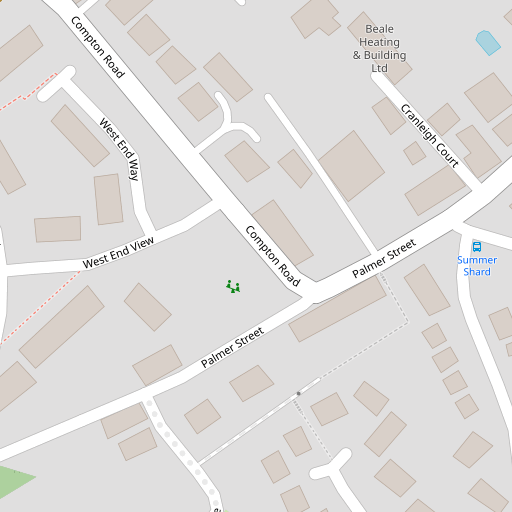 Compton Road
Beale
Heating
& Building
Ltd
Cranleigh Court
West End Way
West End View
Compton Road
Palmer Street
Summer
Shard
Palmer Street